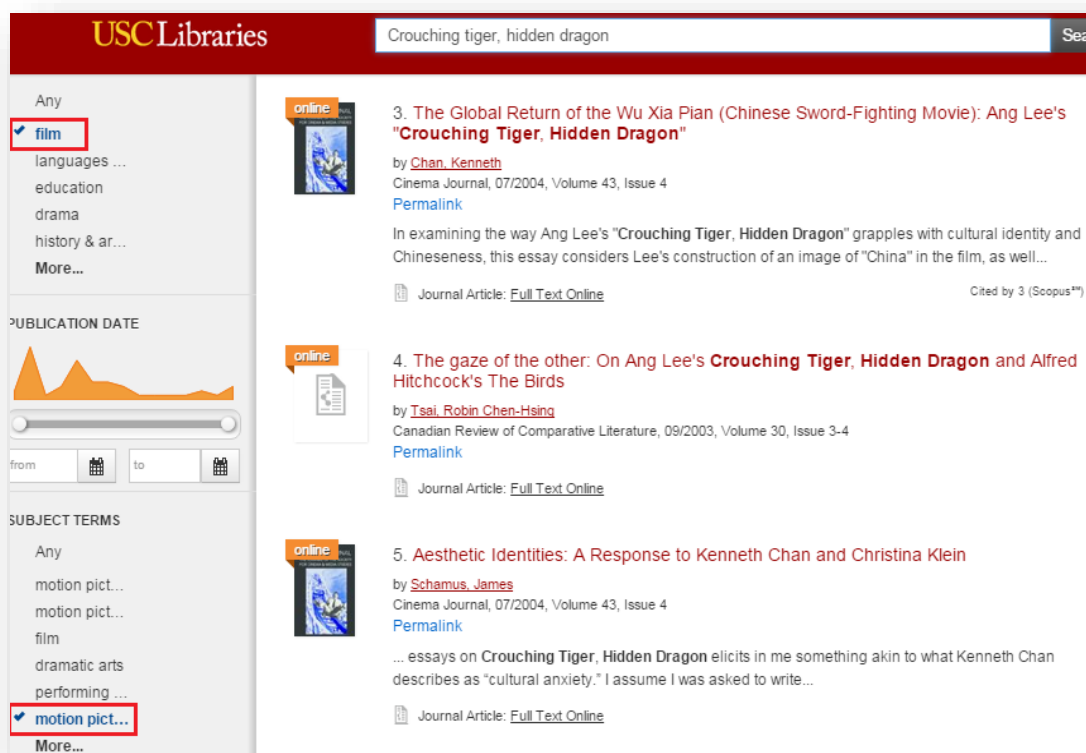 USC Libraries
Crouching tiger, hidden dragon
Any
film
languages ...
education
drama
history & ar...
More...
PUBLICATION DATE
from
to
SUBJECT TERMS
Any
motion pict...
motion pict...
film
dramatic arts
performing ...
motion pict...
More...
online
3. The Global Return of the Wu Xia Pian (Chinese Sword-Fighting Movie): Ang Lee's
"Crouching Tiger, Hidden Dragon"
by Chan, Kenneth
Cinema Journal, 07/2004, Volume 43, Issue 4
Permalink
In examining the way Ang Lee's "Crouching Tiger, Hidden Dragon" grapples with cultural identity and
Chineseness, this essay considers Lee's construction of an image of "China" in the film, as well...
Journal Article: Full Text Online
Cited by 3 (Scopus℠)
online
4. The gaze of the other: On Ang Lee's Crouching Tiger, Hidden Dragon and Alfred
Hitchcock's The Birds
by Tsai, Robin Chen-Hsing
Canadian Review of Comparative Literature, 09/2003, Volume 30, Issue 3-4
Permalink
Journal Article: Full Text Online
online
5. Aesthetic Identities: A Response to Kenneth Chan and Christina Klein
by Schamus, James
Cinema Journal, 07/2004, Volume 43, Issue 4
Permalink
... essays on Crouching Tiger, Hidden Dragon elicits in me something akin to what Kenneth Chan
describes as “cultural anxiety.” I assume I was asked to write...
Journal Article: Full Text Online